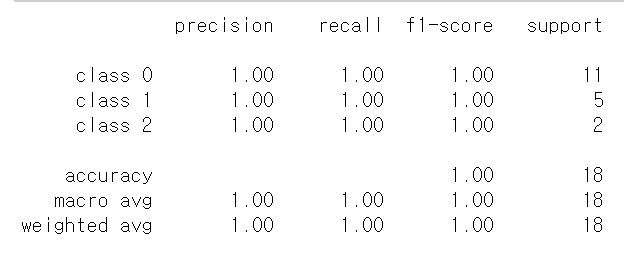 precision recall f1-score support
class 0 1.00 1.00 1.00 11
class 1 1.00 1.00 1.00 5
class 2 1.00 1.00 1.00 2
accuracy 1.00 18
macro avg 1.00 1.00 1.00 18
weighted avg 1.00 1.00 1.00 18